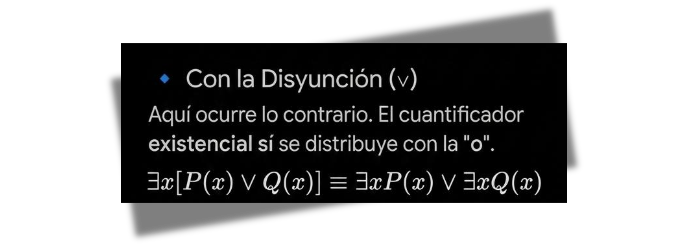 Con la Disyunción (∨)
Aquí ocurre lo contrario. El cuantificador
existencial sí se distribuye con la "o".
∃x[P(x) ∨ Q(x)] ≡ ∃xP(x) ∨ ∃xQ(x)